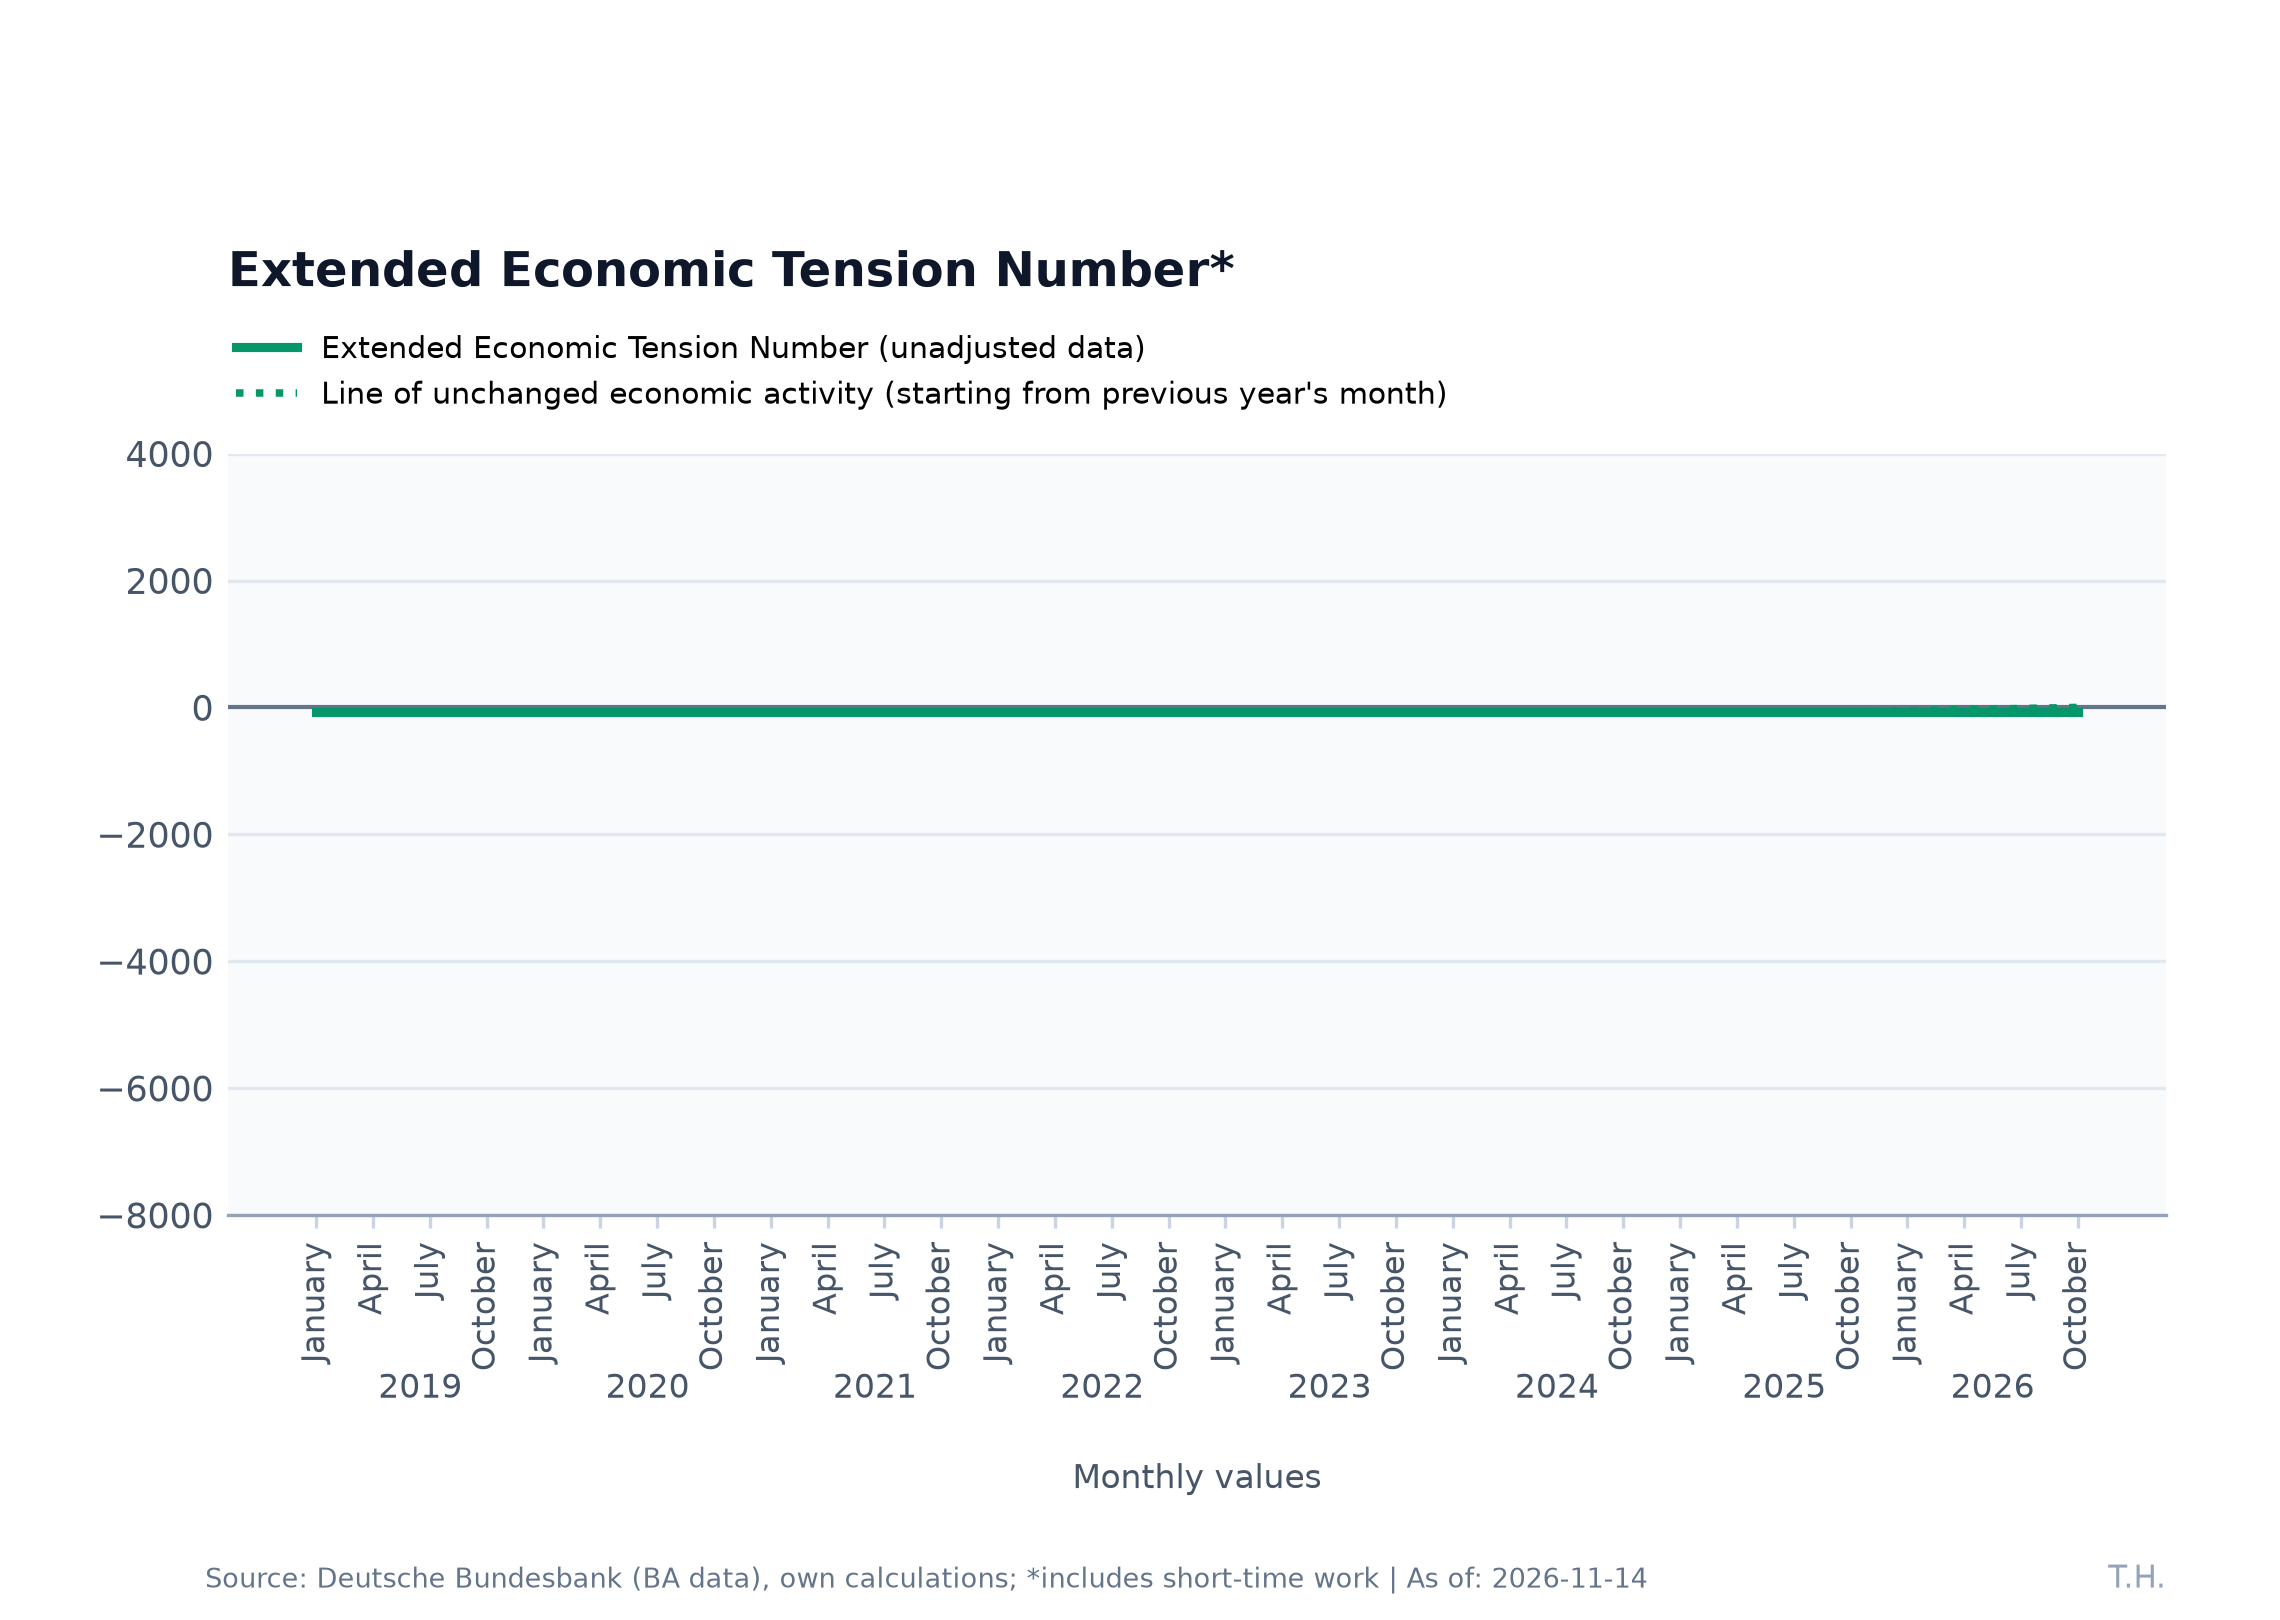 Extended Economic Tension Number*
Extended Economic Tension Number (unadjusted data)
Line of unchanged economic activity (starting from previous year's month)
4000
2000
0
−2000
−4000
−6000
−8000
January
April
July
October
January
April
July
October
January
April
July
October
January
April
July
October
January
April
July
October
January
April
July
October
January
April
July
October
January
April
July
October
2019
2020
2021
2022
2023
2024
2025
2026
Monthly values
Source: Deutsche Bundesbank (BA data), own calculations; *includes short-time work | As of: 2026-11-14
T.H.